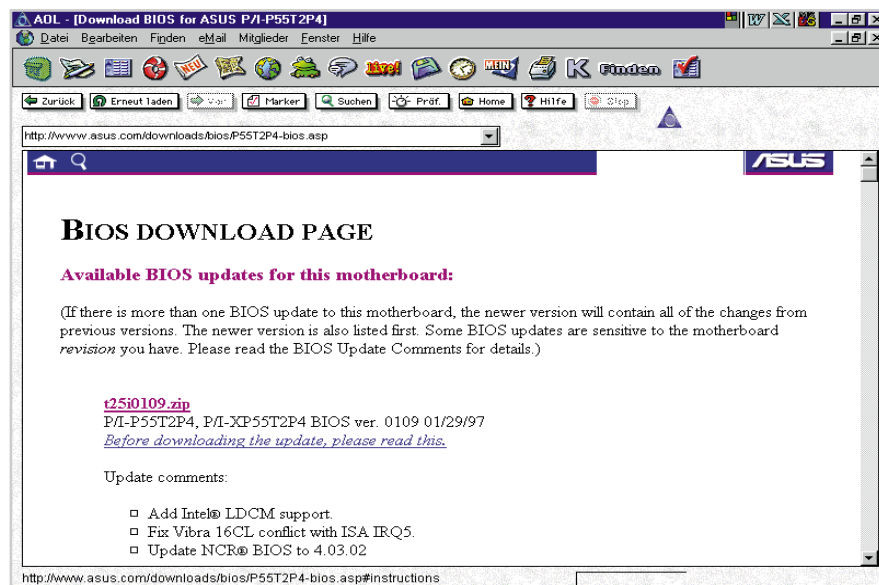 AOL - [Download BIOS for ASUS P/I-P55T2P4]
Datei Bearbeiten Finden eMail Mitglieder Fenster Hilfe
NEU Live! MEIN K Finden
Zurück Erneut laden Vor Marker Suchen Präf. Home Hilfe Stop
http://wwww.asus.com/downloads/bios/P55T2P4-bios.asp
ASUS
BIOS DOWNLOAD PAGE
Available BIOS updates for this motherboard:
(If there is more than one BIOS update to this motherboard, the newer version will contain all of the changes from
previous versions. The newer version is also listed first. Some BIOS updates are sensitive to the motherboard
revision you have. Please read the BIOS Update Comments for details.)
t25i0109.zip
P/I-P55T2P4, P/I-XP55T2P4 BIOS ver. 0109 01/29/97
Before downloading the update, please read this.
Update comments:
Add Intel® LDCM support.
Fix Vibra 16CL conflict with ISA IRQ5.
Update NCR® BIOS to 4.03.02
http://www.asus.com/downloads/bios/P55T2P4-bios.asp#instructions